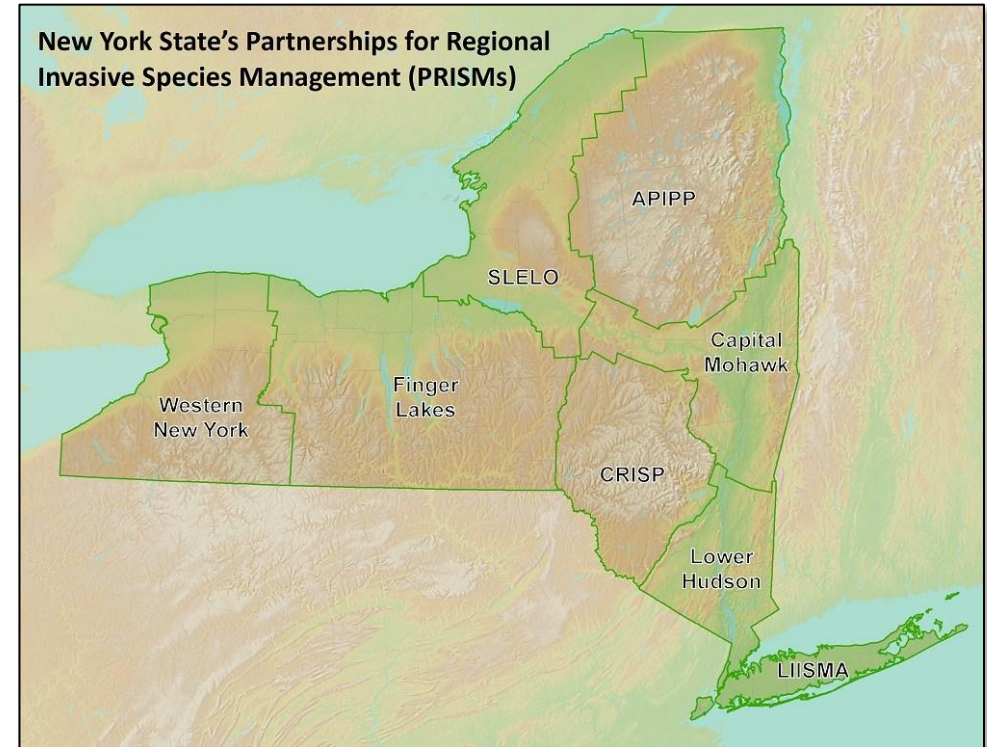 New York State's Partnerships for Regional
Invasive Species Management (PRISMs)
APIPP
SLELO
Capital
Mohawk
Finger
Lakes
Western
New York
CRISP
Lower
Hudson
LIISMA